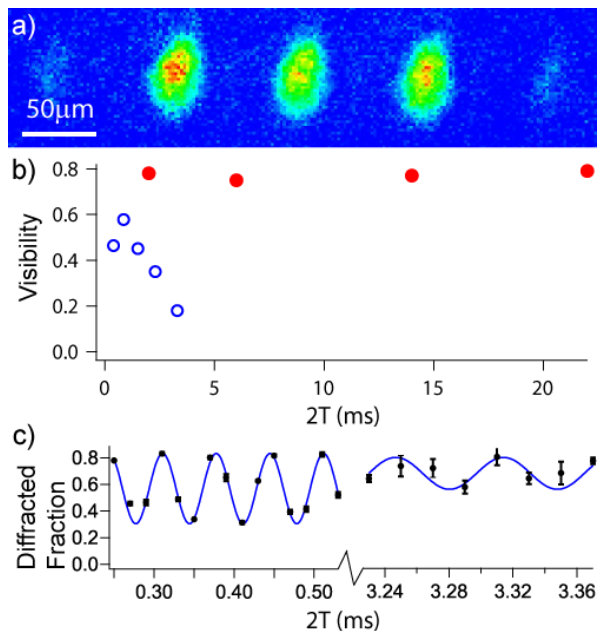 a)
50μm
b)
0.8
0.6
0.4
0.2
0.0
Visibility
0 5 10 15 20
2T (ms)
c)
0.8
0.6
0.4
0.2
0.0
Diffracted
Fraction
0.30 0.40 0.50 3.24 3.28 3.32 3.36
2T (ms)